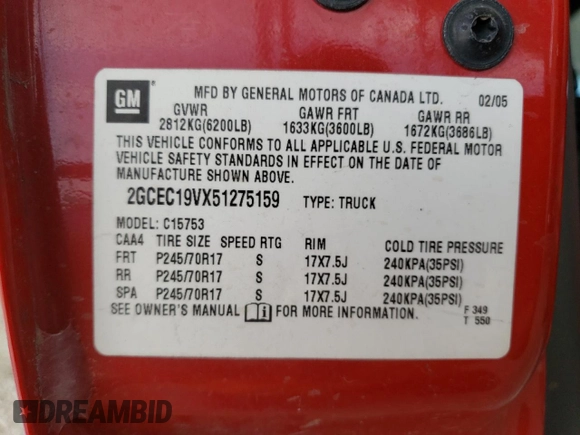 GM
MFD BY GENERAL MOTORS OF CANADA LTD. 02/05
GVWR GAWR FRT GAWR RR
2812KG(6200LB) 1633KG(3600LB) 1672KG(3686LB)
THIS VEHICLE CONFORMS TO ALL APPLICABLE U.S. FEDERAL MOTOR
VEHICLE SAFETY STANDARDS IN EFFECT ON THE DATE OF
MANUFACTURE SHOWN ABOVE.
2GCEC19VX51275159 TYPE: TRUCK
MODEL: C15753
CAA4 TIRE SIZE SPEED RTG RIM COLD TIRE PRESSURE
FRT P245/70R17 S 17X7.5J 240KPA(35PSI)
RR P245/70R17 S 17X7.5J 240KPA(35PSI)
SPA P245/70R17 S 17X7.5J 240KPA(35PSI)
SEE OWNER'S MANUAL FOR MORE INFORMATION.
F 349
T 550
DREAMBID